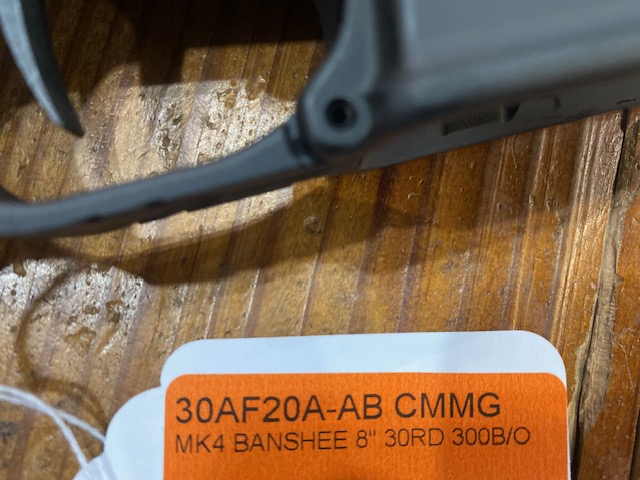 30AF20A-AB CMMG
MK4 BANSHEE 8" 30RD 300B/O